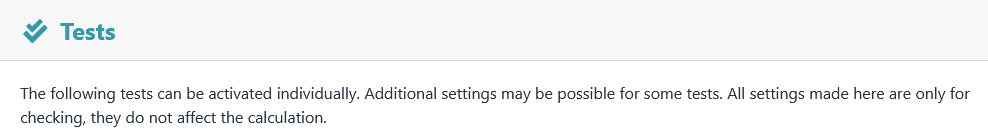 Tests
The following tests can be activated individually. Additional settings may be possible for some tests. All settings made here are only for
checking, they do not affect the calculation.